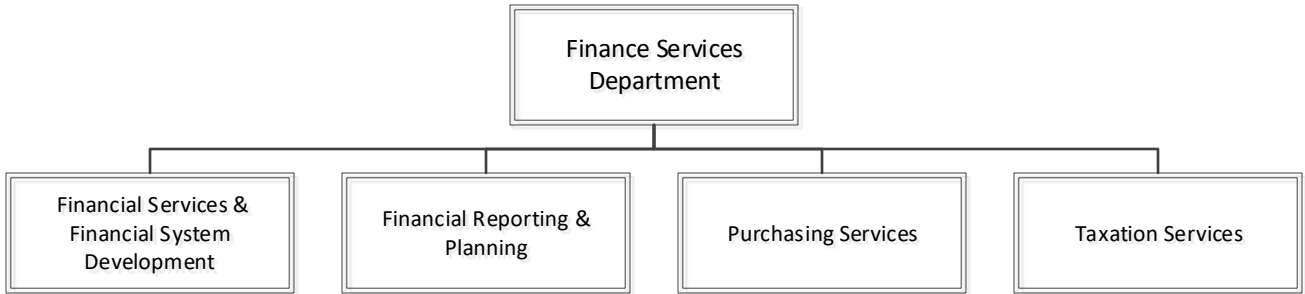 Finance Services
Department
Financial Services &
Financial System
Development
Financial Reporting &
Planning
Purchasing Services
Taxation Services